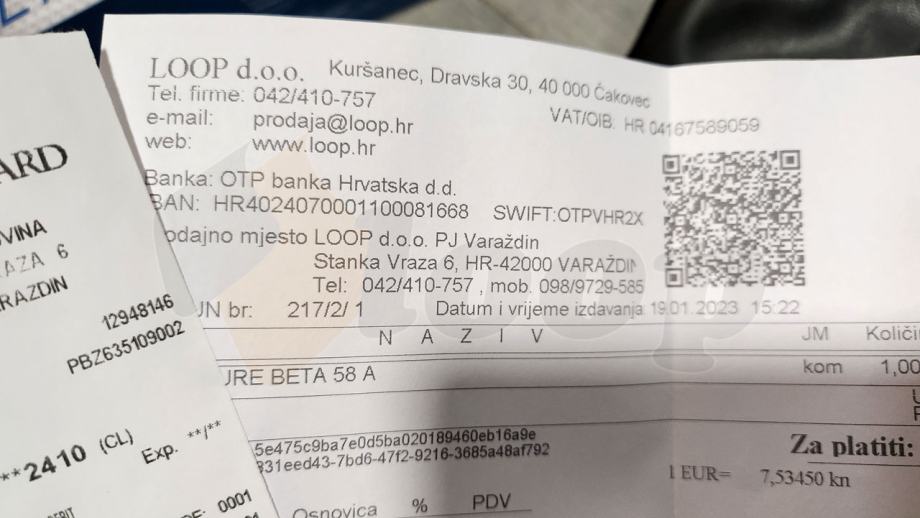 LOOP d.o.o. Kuršanec, Dravska 30, 40 000 Čakovec
Tel. firme: 042/410-757
VAT/OIB: HR 04167589059
e-mail: prodaja@loop.hr
web: www.loop.hr
Banka: OTP banka Hrvatska d.d.
BAN: HR4024070001100081668 SWIFT:OTPVHR2X
odajno mjesto LOOP d.o.o. PJ Varaždin
Stanka Vraza 6, HR-42000 VARAŽDIN
Tel: 042/410-757 , mob. 098/9729-585
UN br: 217/2/ 1 Datum i vrijeme izdavanja 19.01.2023 15:22
N A Z I V JM Količi
URE BETA 58 A kom 1,00
5e475c9ba7e0d5ba020189460eb16a9e
831eed43-7bd6-47f2-9216-3685a48af792
Za platiti:
1 EUR= 7,53450 kn
Osnovica % PDV
loop
ARD
VINA
AZA 6
RAZDIN
12948146
PBZ635109002
**2410 (CL)
Exp. **/**
0001